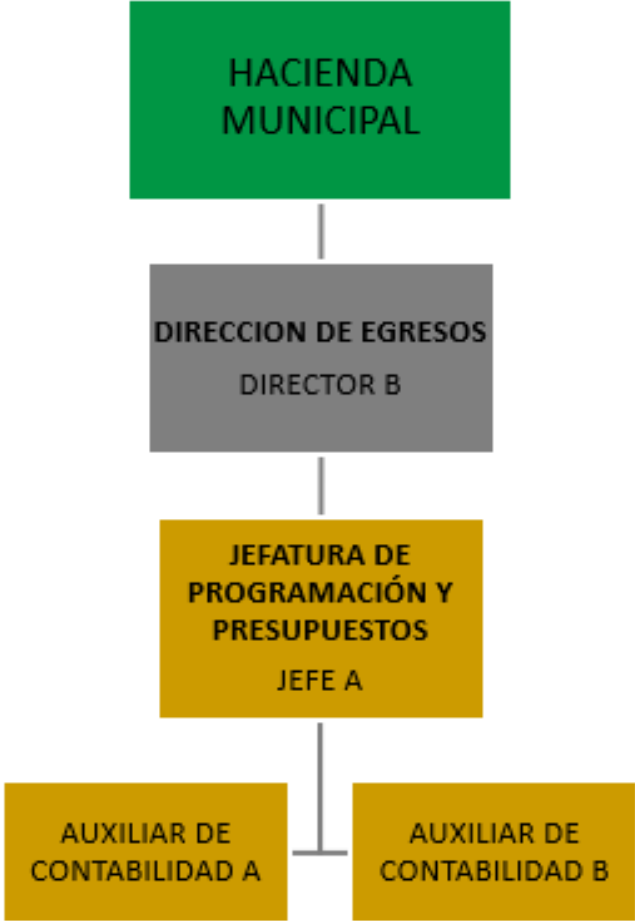 HACIENDA
MUNICIPAL
DIRECCION DE EGRESOS
DIRECTOR B
JEFATURA DE
PROGRAMACIÓN Y
PRESUPUESTOS
JEFE A
AUXILIAR DE
CONTABILIDAD A
AUXILIAR DE
CONTABILIDAD B